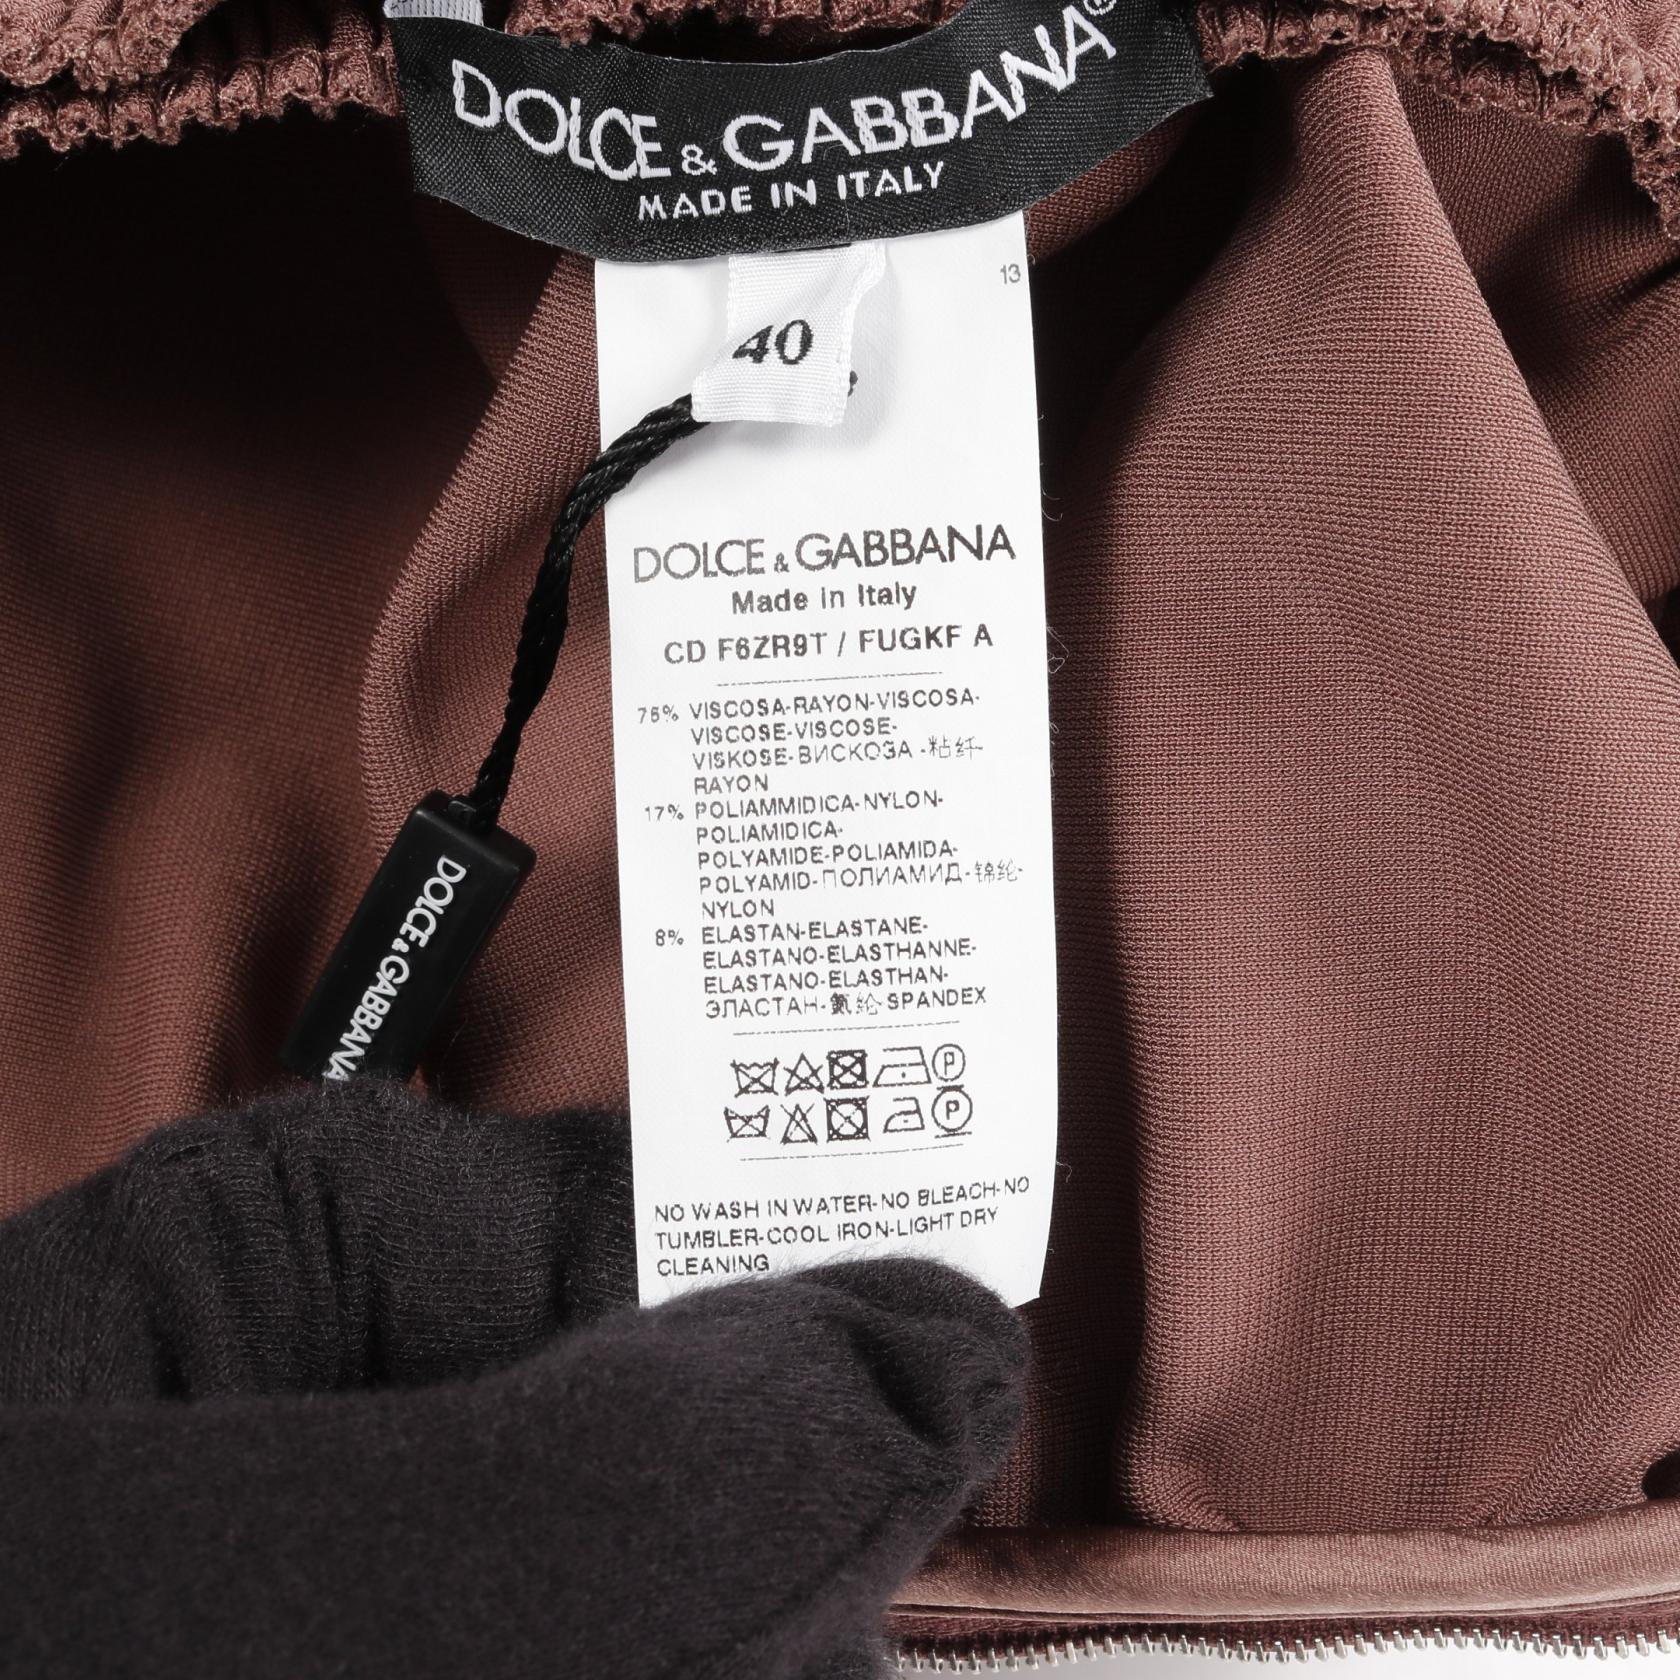 DOLCE & GABBANA®
MADE IN ITALY
13
40
DOLCE & GABBANA
Made in Italy
CD F6ZR9T / FUGKF A
DOLCE & GABBANA
VISCOSA-RAYON-VISCOSA-
VISCOSE-VISCOSE-
VISKOSE-ВИСКОЗА -粘纤-
RAYON
17% POLIAMMIDICA-NYLON-
POLIAMIDICA-
POLYAMIDE-POLIAMIDA-
POLYAMID-ПОЛИАМИД-锦纶-
NYLON
8% ELASTAN-ELASTANE-
ELASTANO-ELASTHANNE-
ELASTANO-ELASTHAN-
ЭЛАСТАН-氨纶-SPANDEX
P
P
NO WASH IN WATER-NO BLEACH-NO
TUMBLER-COOL IRON-LIGHT DRY
CLEANING